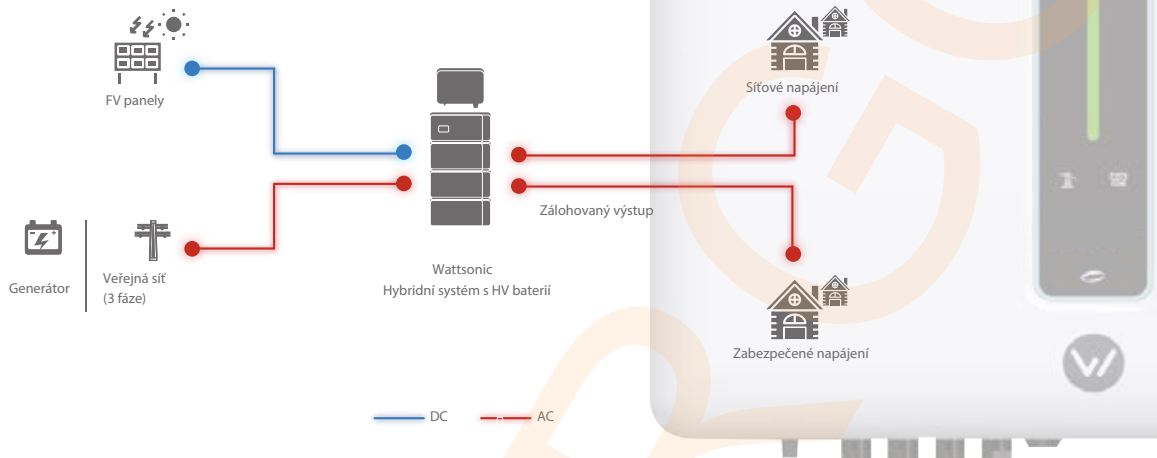 FV panely
Síťové napájení
Zálohovaný výstup
Generátor
Veřejná síť
(3 fáze)
Wattsonic
Hybridní systém s HV baterií
Zabezpečené napájení
DC
AC